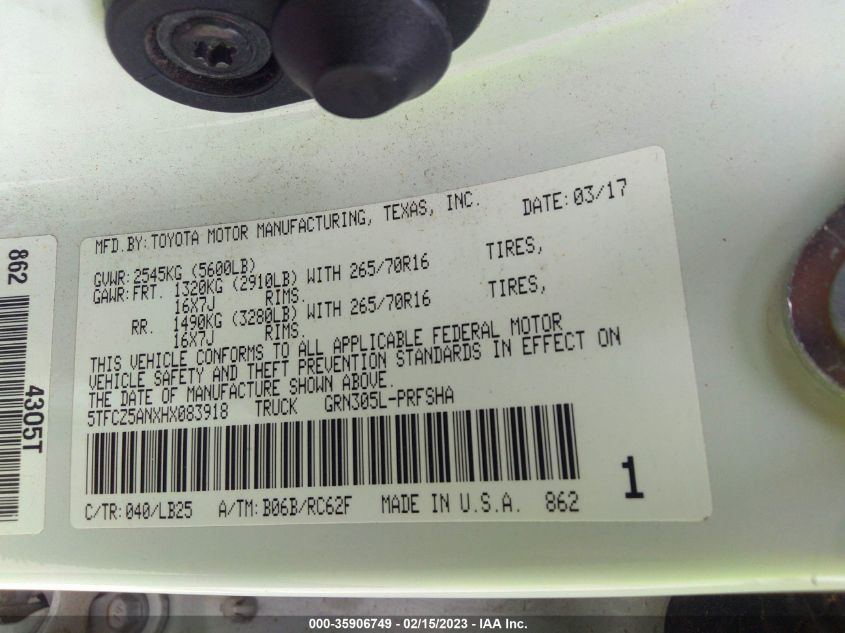 MFD.BY:TOYOTA MOTOR MANUFACTURING, TEXAS, INC. DATE:03/17
GVWR:2545KG (5600LB)
GAWR:FRT. 1320KG (2910LB) WITH 265/70R16 TIRES,
16X7J RIMS.
RR. 1490KG (3280LB) WITH 265/70R16 TIRES,
16X7J RIMS.
THIS VEHICLE CONFORMS TO ALL APPLICABLE FEDERAL MOTOR
VEHICLE SAFETY AND THEFT PREVENTION STANDARDS IN EFFECT ON
THE DATE OF MANUFACTURE SHOWN ABOVE.
5TFCZ5ANXHX083918 TRUCK GRN305L-PRFSHA
C/TR:040/LB25 A/TM:B06B/RC62F MADE IN U.S.A. 862
1
862
4305T
000-35906749 — 02/15/2023 — IAA Inc.